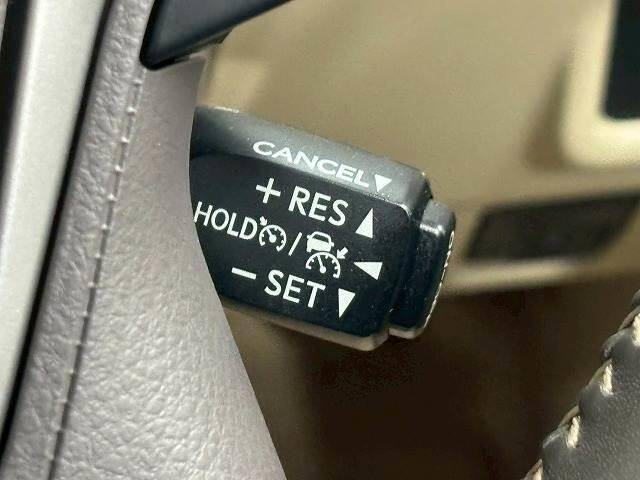 CANCEL▼
+ RES ▲
HOLD /
− SET ▼